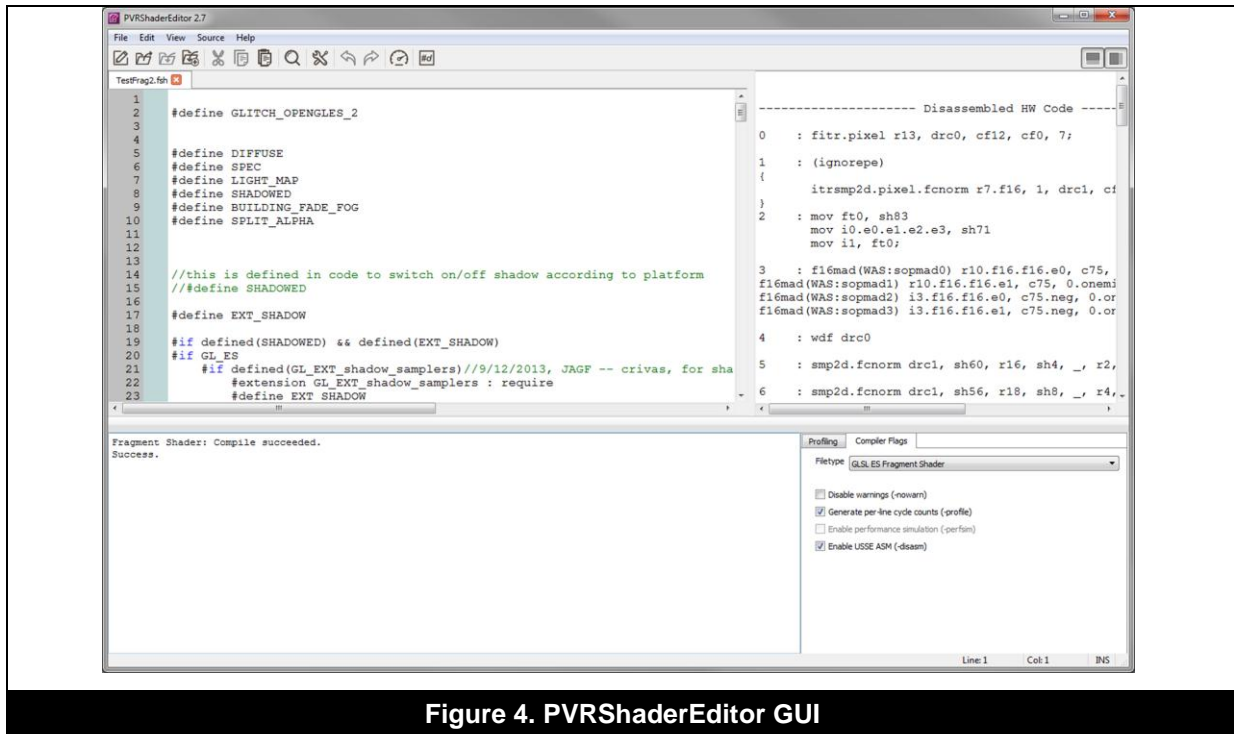 PVRShaderEditor 2.7
File Edit View Source Help
#d
TestFrag2.fsh
1
2 #define GLITCH_OPENGLES_2
3
4
5 #define DIFFUSE
6 #define SPEC
7 #define LIGHT_MAP
8 #define SHADOWED
9 #define BUILDING_FADE_FOG
10 #define SPLIT_ALPHA
11
12
13
14 //this is defined in code to switch on/off shadow according to platform
15 //#define SHADOWED
16
17 #define EXT_SHADOW
18
19 #if defined(SHADOWED) && defined(EXT_SHADOW)
20 #if GL_ES
21 #if defined(GL_EXT_shadow_samplers)//9/12/2013, JAGF -- crivas, for sha
22 #extension GL_EXT_shadow_samplers : require
23 #define EXT_SHADOW
--------------------- Disassembled HW Code -----
0 : fitr.pixel r13, drc0, cf12, cf0, 7;
1 : (ignorepe)
{
itrsmp2d.pixel.fcnorm r7.f16, 1, drc1, cf
}
2 : mov ft0, sh83
mov i0.e0.e1.e2.e3, sh71
mov i1, ft0;
3 : f16mad(WAS:sopmad0) r10.f16.f16.e0, c75,
f16mad(WAS:sopmad1) r10.f16.f16.e1, c75, 0.onemi
f16mad(WAS:sopmad2) i3.f16.f16.e0, c75.neg, 0.or
f16mad(WAS:sopmad3) i3.f16.f16.e1, c75.neg, 0.or
4 : wdf drc0
5 : smp2d.fcnorm drc1, sh60, r16, sh4, _, r2,
6 : smp2d.fcnorm drc1, sh56, r18, sh8, _, r4,
Fragment Shader: Compile succeeded.
Success.
Profiling Compiler Flags
Filetype GLSL ES Fragment Shader
Disable warnings (-nowarn)
Generate per-line cycle counts (-profile)
Enable performance simulation (-perfsim)
Enable USSE ASM (-disasm)
Line: 1 Col: 1 INS
Figure 4. PVRShaderEditor GUI